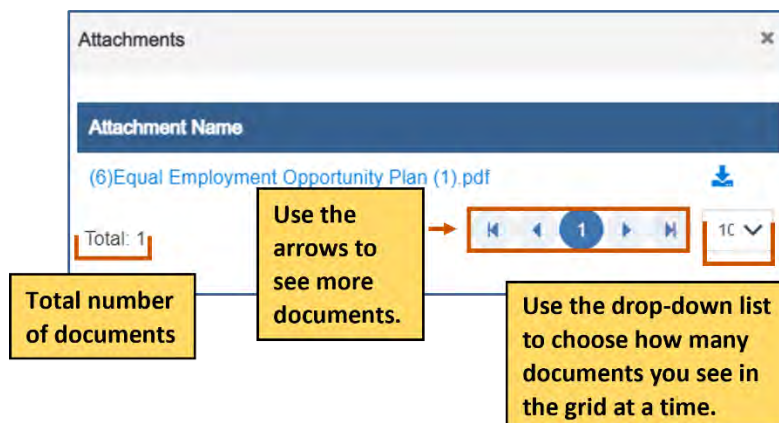 Attachments
Attachment Name
(6)Equal Employment Opportunity Plan (1).pdf
Total: 1
1
10
Use the
arrows to
see more
documents.
Total number
of documents
Use the drop-down list
to choose how many
documents you see in
the grid at a time.